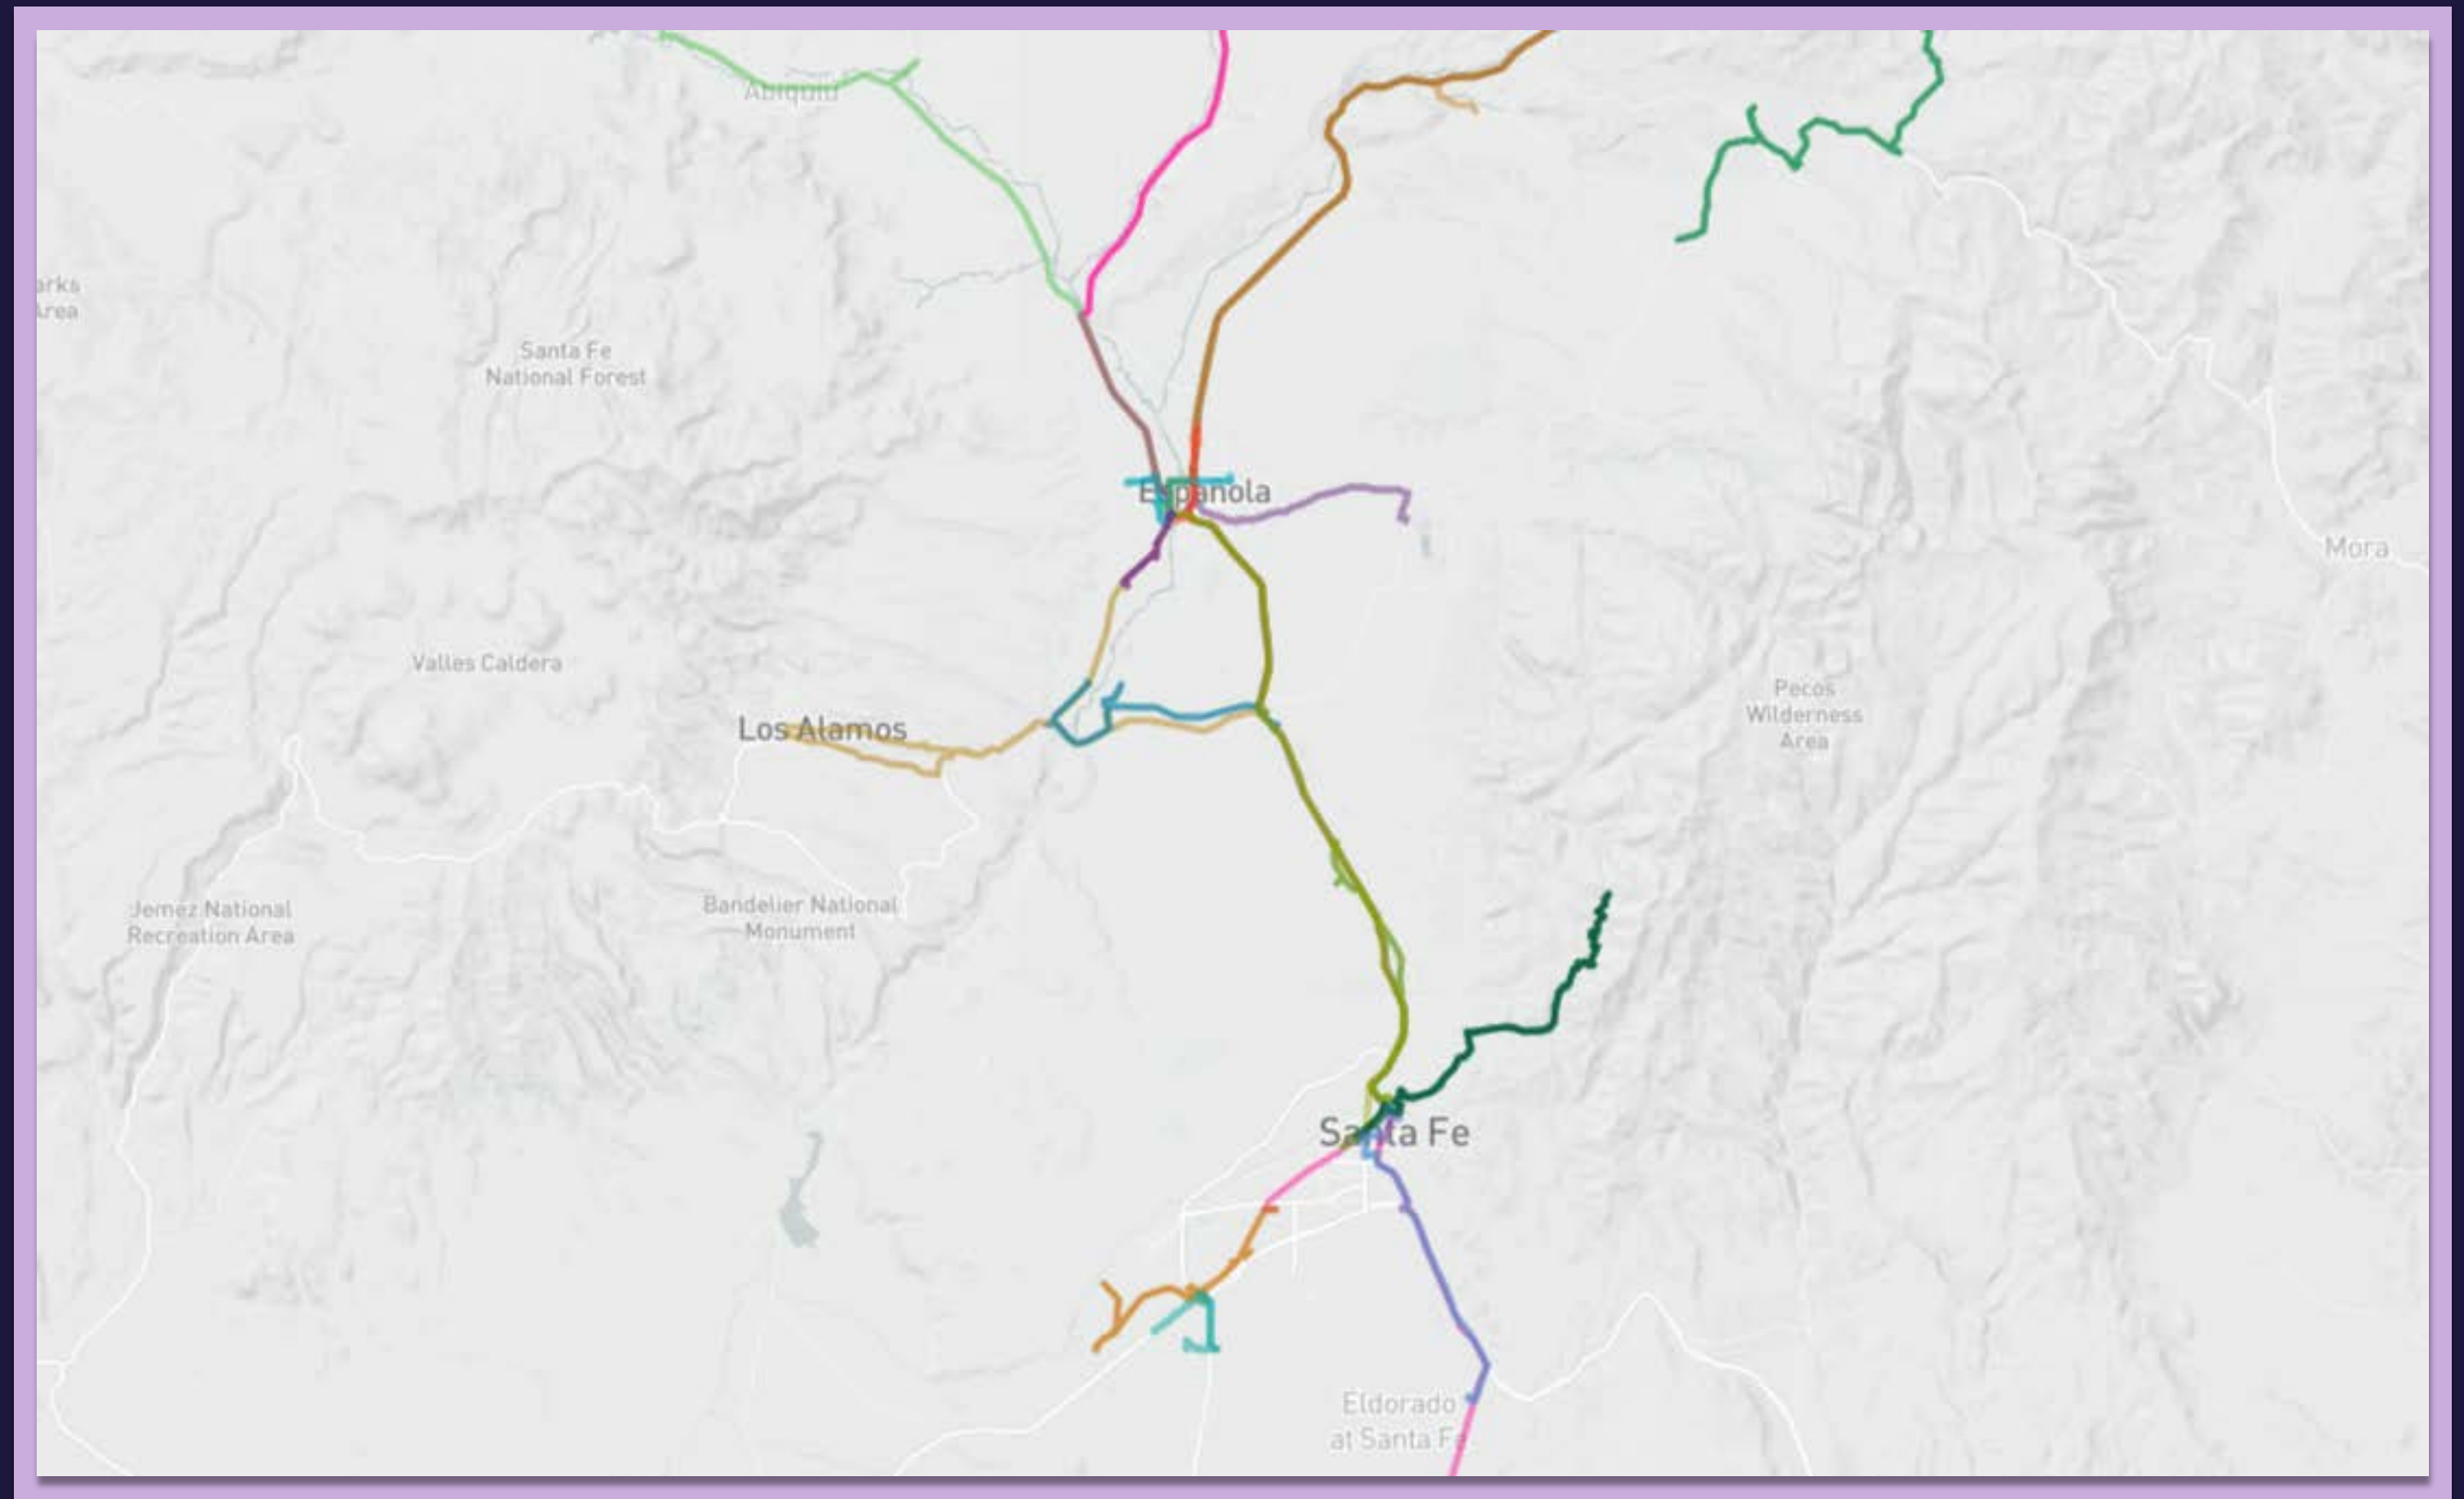 Abiquiu
arks
Area
Santa Fe
National Forest
Española
Mora
Valles Caldera
Los Alamos
Pecos
Wilderness
Area
Jemez National
Recreation Area
Bandelier National
Monument
Santa Fe
Eldorado
at Santa Fe